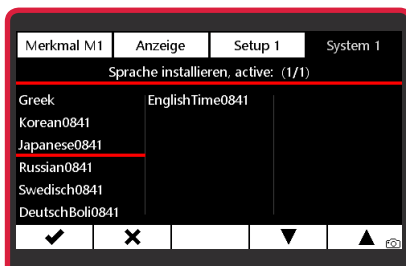 Merkmal M1 Anzeige Setup 1 System 1
Sprache installieren, active: (1/1)
Greek EnglishTime0841
Korean0841
Japanese0841
Russian0841
Swedisch0841
DeutschBoli0841